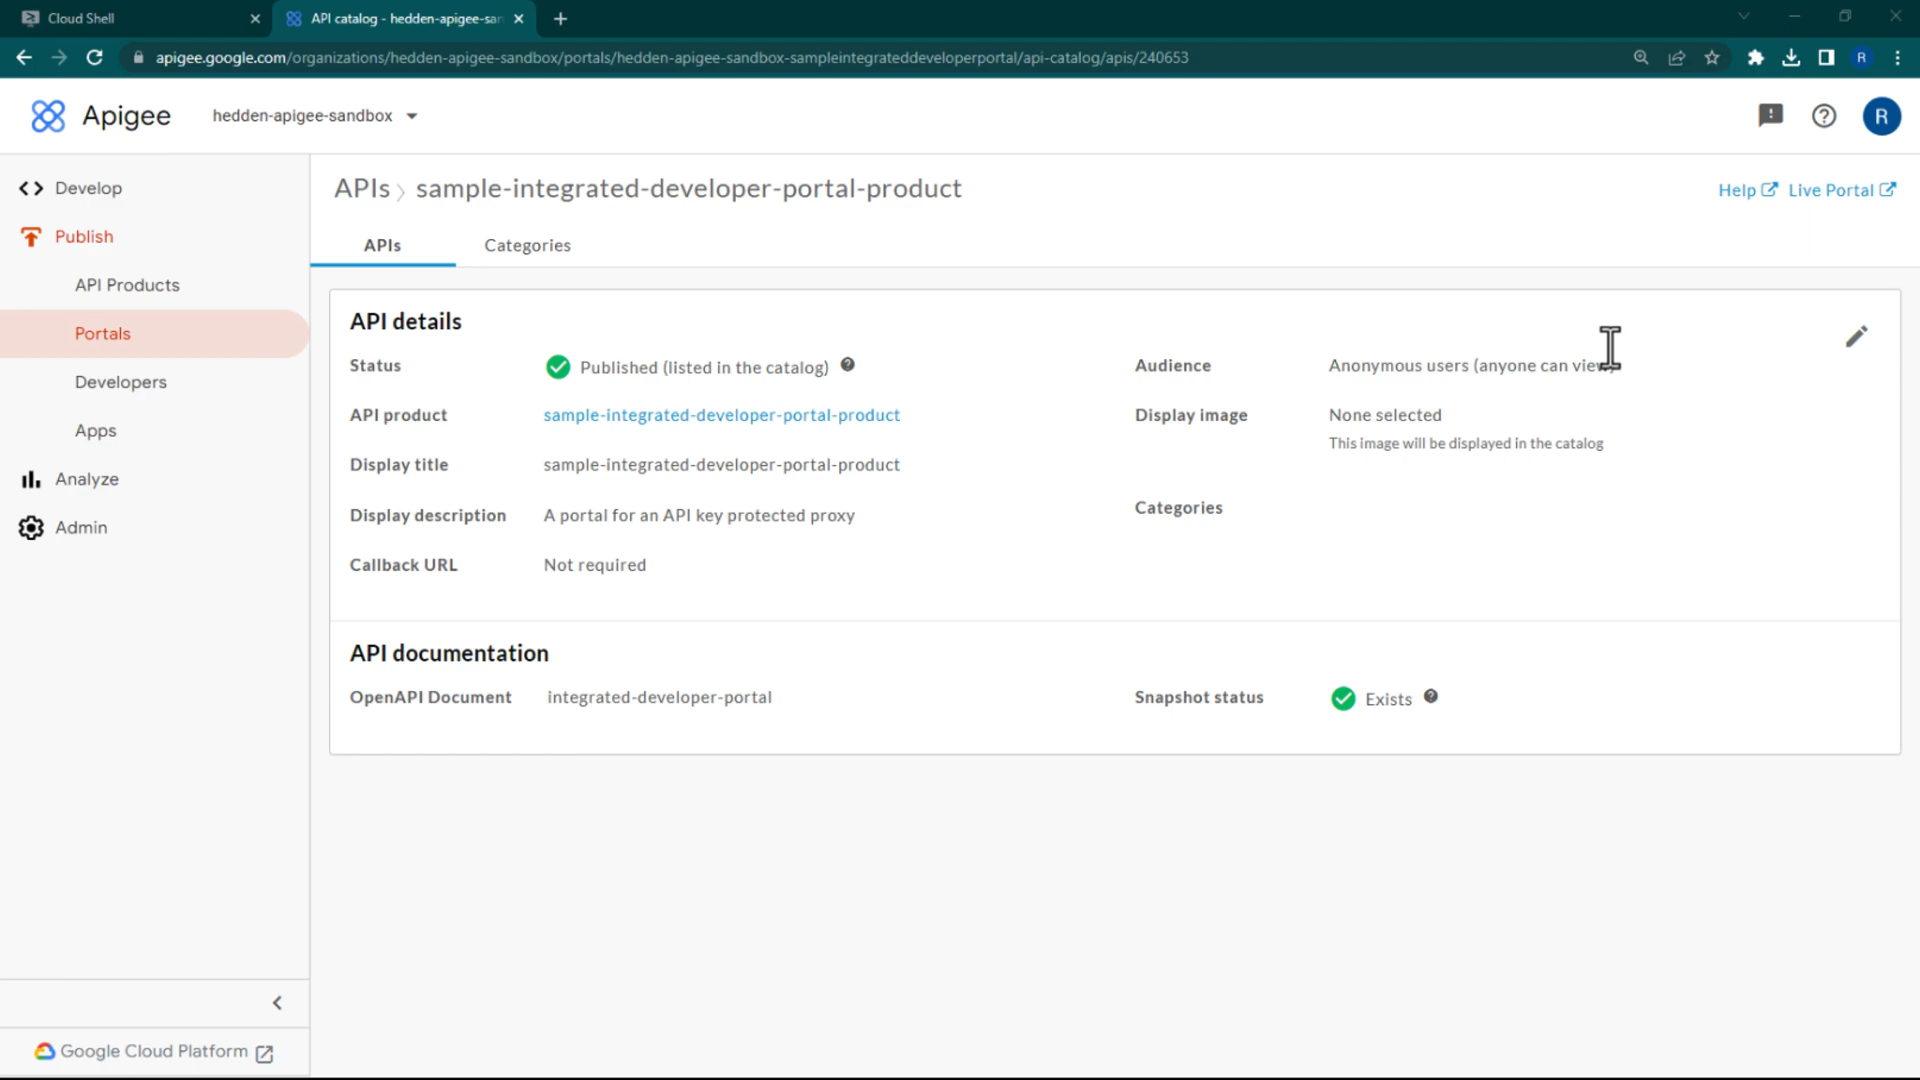 Cloud Shell
API catalog - hedden-apigee-san
apigee.google.com/organizations/hedden-apigee-sandbox/portals/hedden-apigee-sandbox-sampleintegrateddeveloperportal/api-catalog/apis/240653
R
Apigee
hedden-apigee-sandbox
R
Develop
Publish
API Products
Portals
Developers
Apps
Analyze
Admin
Google Cloud Platform
APIs › sample-integrated-developer-portal-product
Help
Live Portal
APIs
Categories
API details
Status
Published (listed in the catalog)
API product
sample-integrated-developer-portal-product
Display title
sample-integrated-developer-portal-product
Display description
A portal for an API key protected proxy
Callback URL
Not required
Audience
Anonymous users (anyone can view)
Display image
None selected
This image will be displayed in the catalog
Categories
API documentation
OpenAPI Document
integrated-developer-portal
Snapshot status
Exists